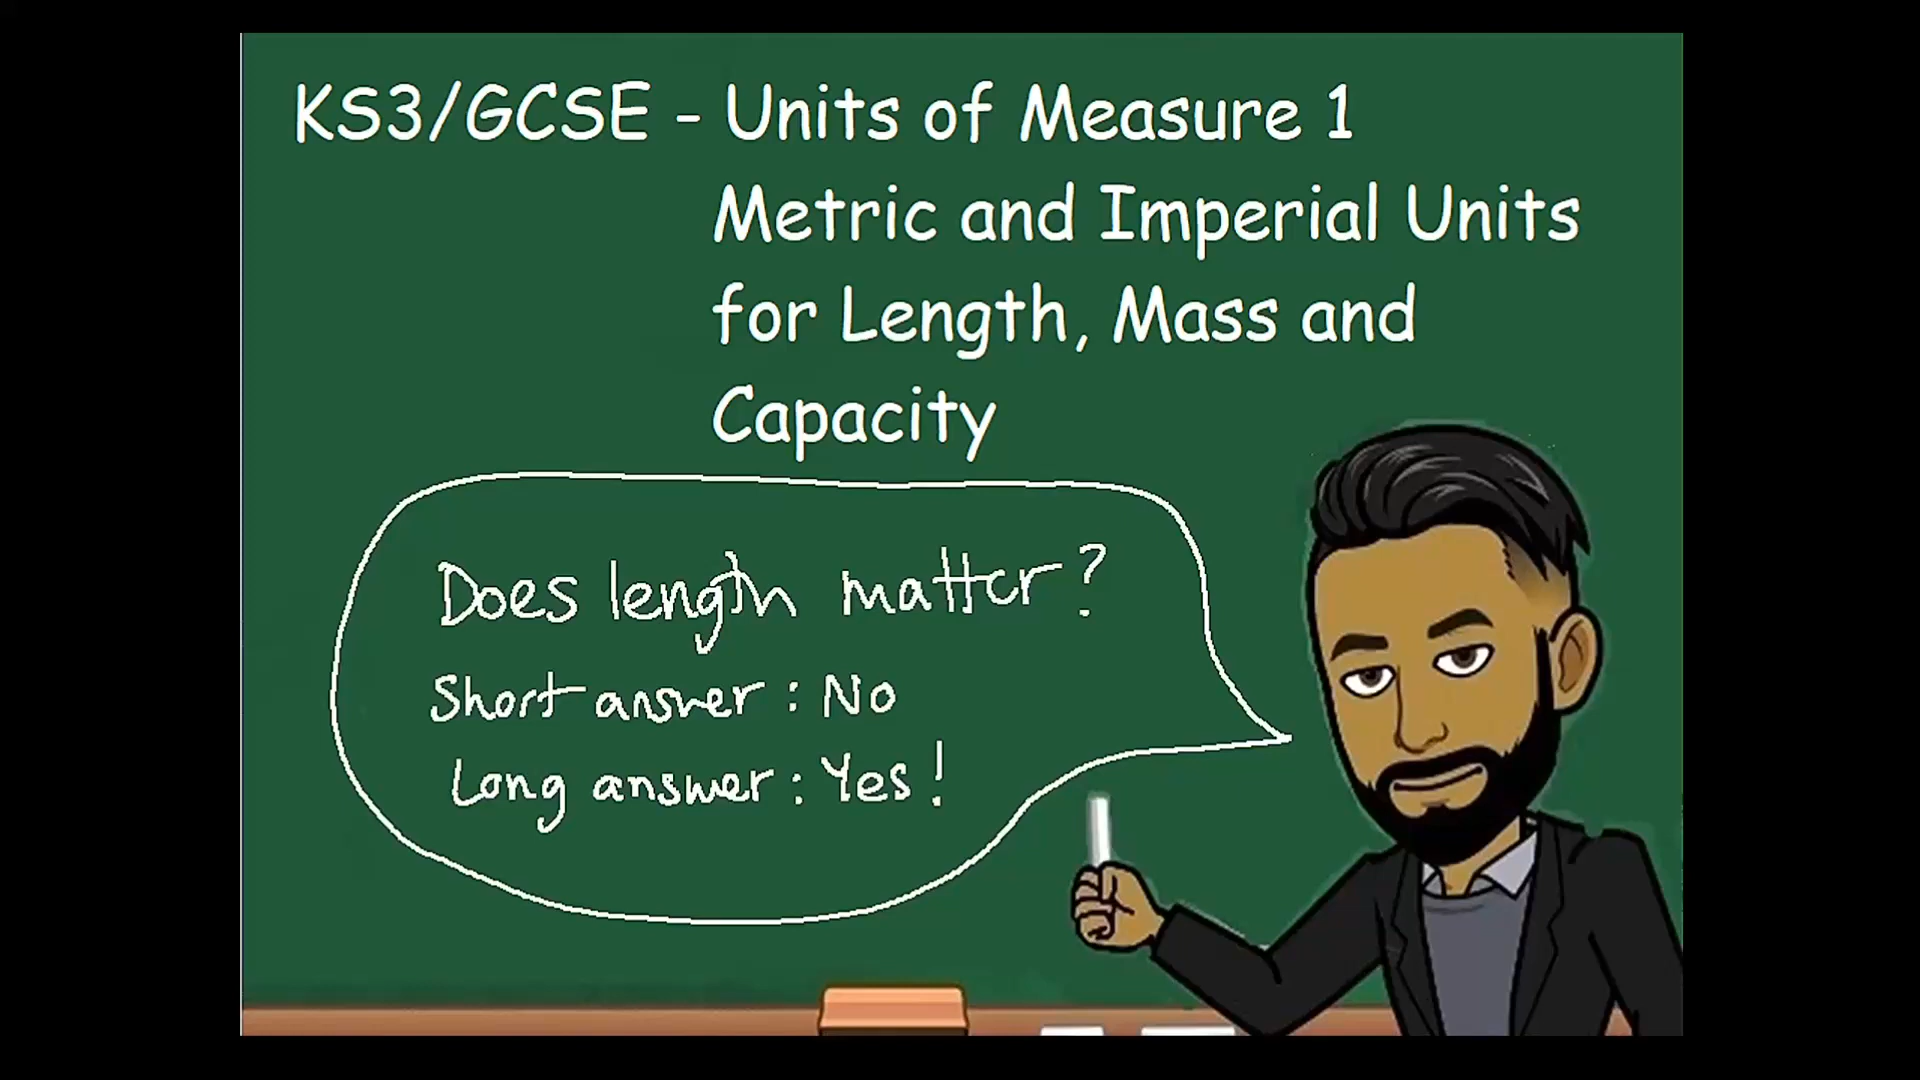 KS3/GCSE - Units of Measure 1
Metric and Imperial Units
for Length, Mass and
Capacity
Does length matter?
Short answer: No
Long answer: Yes!